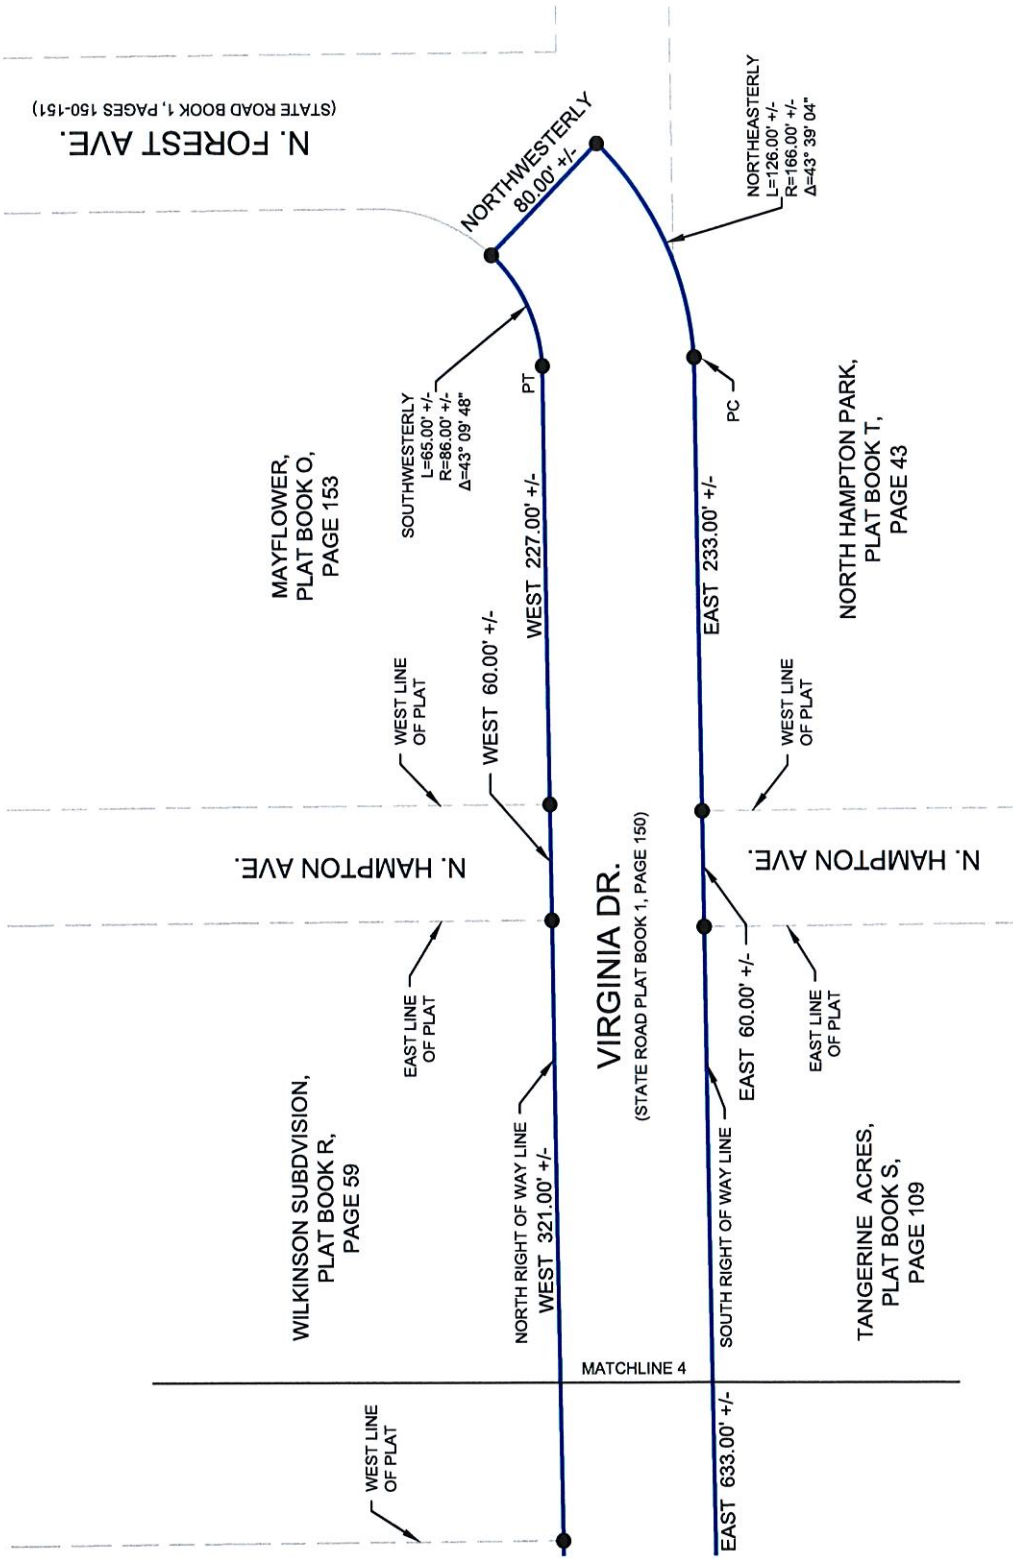 N. FOREST AVE.
(STATE ROAD BOOK 1, PAGES 150-151)
NORTHWESTERLY
80.00' +/-
NORTHEASTERLY
L=126.00' +/-
R=166.00' +/-
Δ=43° 39' 04"
MAYFLOWER,
PLAT BOOK O,
PAGE 153
SOUTHWESTERLY
L=65.00' +/-
R=86.00' +/-
Δ=43° 09' 48"
PT
PC
WEST 227.00' +/-
EAST 233.00' +/-
NORTH HAMPTON PARK,
PLAT BOOK T,
PAGE 43
WEST LINE
OF PLAT
WEST 60.00' +/-
WEST LINE
OF PLAT
N. HAMPTON AVE.
N. HAMPTON AVE.
VIRGINIA DR.
(STATE ROAD PLAT BOOK 1, PAGE 150)
EAST LINE
OF PLAT
EAST 60.00' +/-
EAST LINE
OF PLAT
WILKINSON SUBDVISION,
PLAT BOOK R,
PAGE 59
NORTH RIGHT OF WAY LINE
WEST 321.00' +/-
SOUTH RIGHT OF WAY LINE
TANGERINE ACRES,
PLAT BOOK S,
PAGE 109
MATCHLINE 4
WEST LINE
OF PLAT
EAST 633.00' +/-